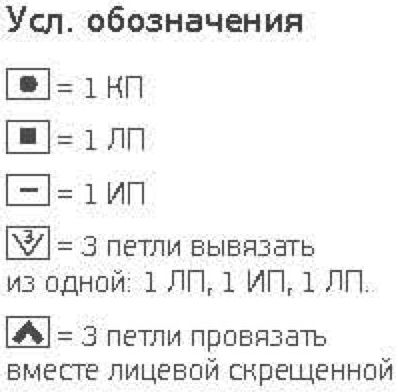 Усл. обозначения
● = 1 КП
■ = 1 ЛП
– = 1 ИП
3 = 3 петли вывязать
из одной: 1 ЛП, 1 ИП, 1 ЛП.
= 3 петли провязать
вместе лицевой скрещенной